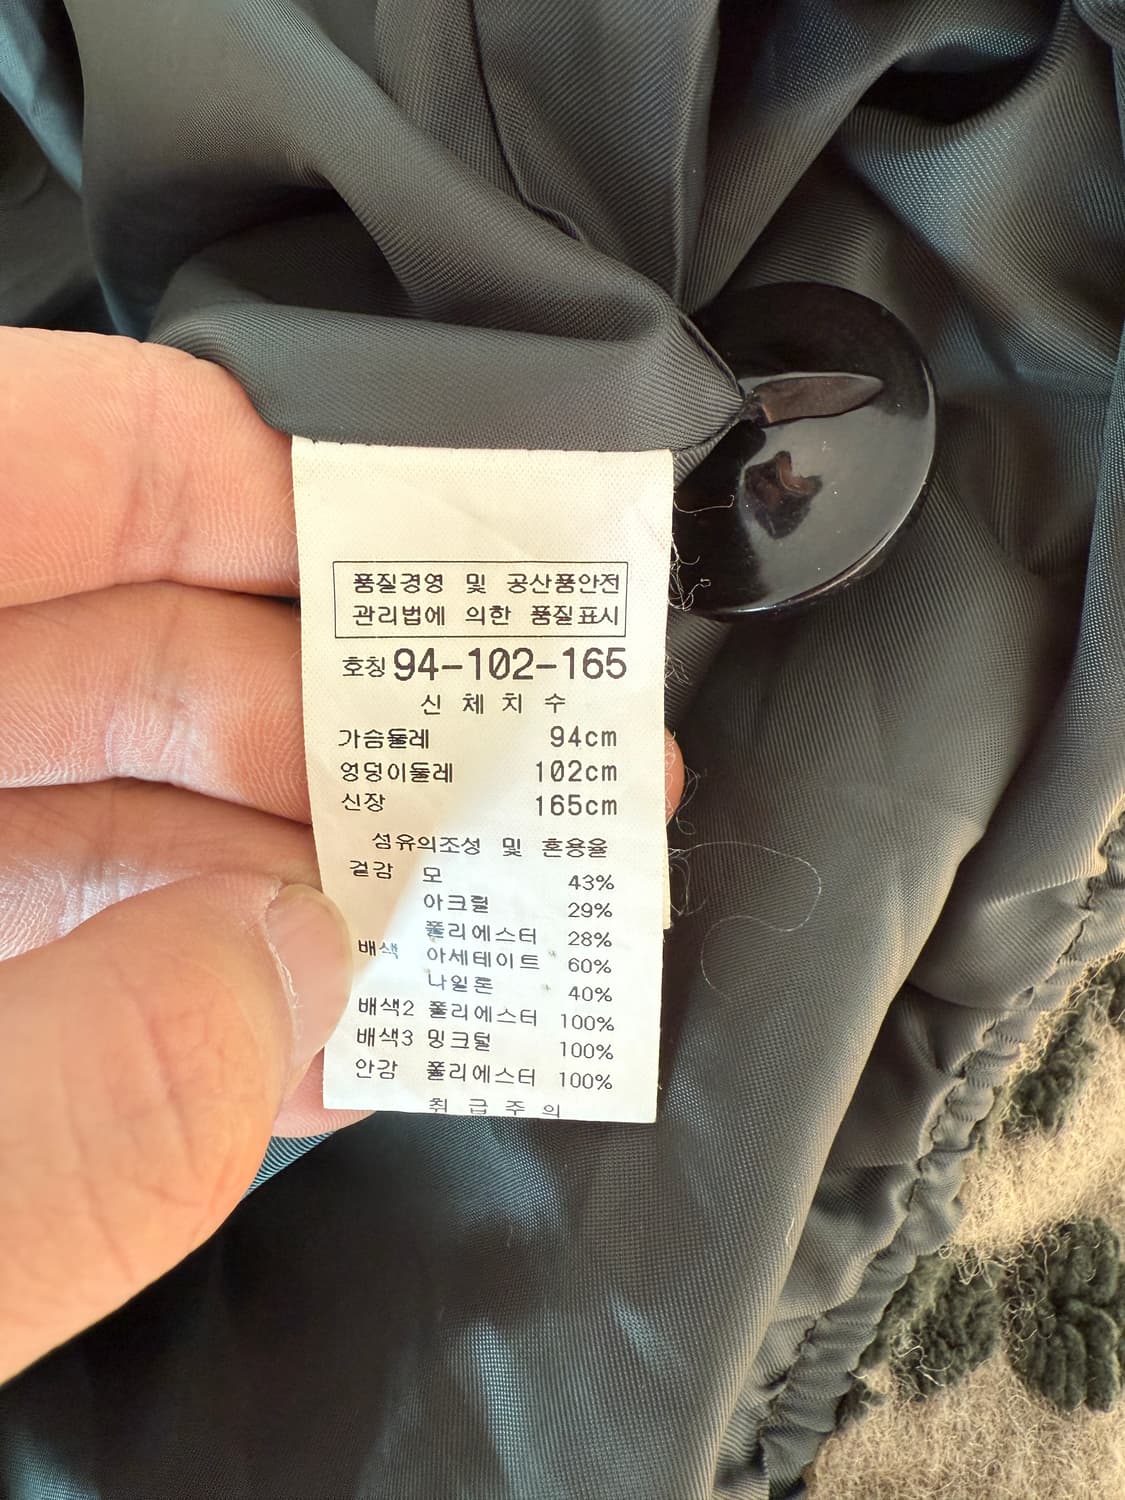 품질경영 및 공산품안전
관리법에 의한 품질표시
호칭 94-102-165
신 체 치 수
가슴둘레 94cm
엉덩이둘레 102cm
신장 165cm
섬유의조성 및 혼용율
겉감 모 43%
아크릴 29%
폴리에스터 28%
배색 아세테이트 60%
나일론 40%
배색2 폴리에스터 100%
배색3 밍크털 100%
안감 폴리에스터 100%
취 급 주 의